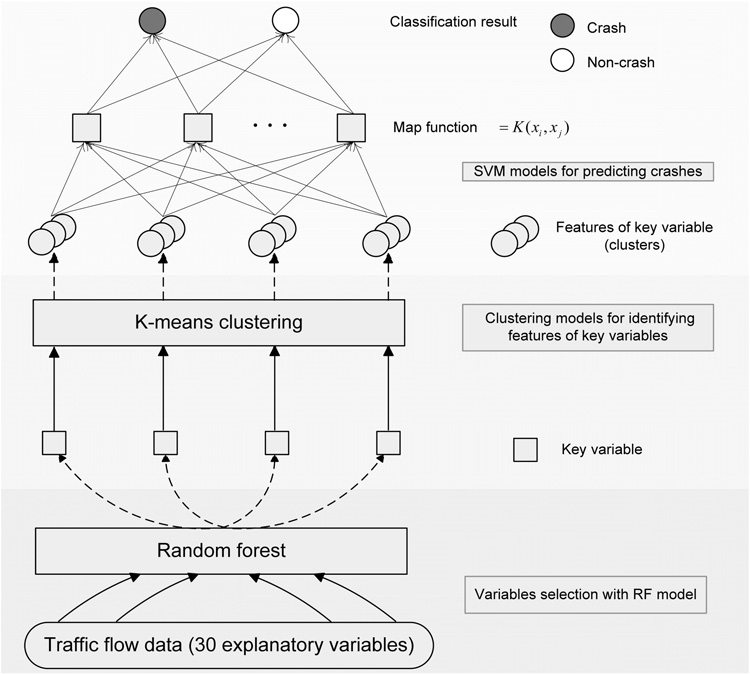 Classification result
Crash
Non-crash
Map function = K(x_i, x_j)
SVM models for predicting crashes
Features of key variable
(clusters)
K-means clustering
Clustering models for identifying
features of key variables
Key variable
Random forest
Variables selection with RF model
Traffic flow data (30 explanatory variables)